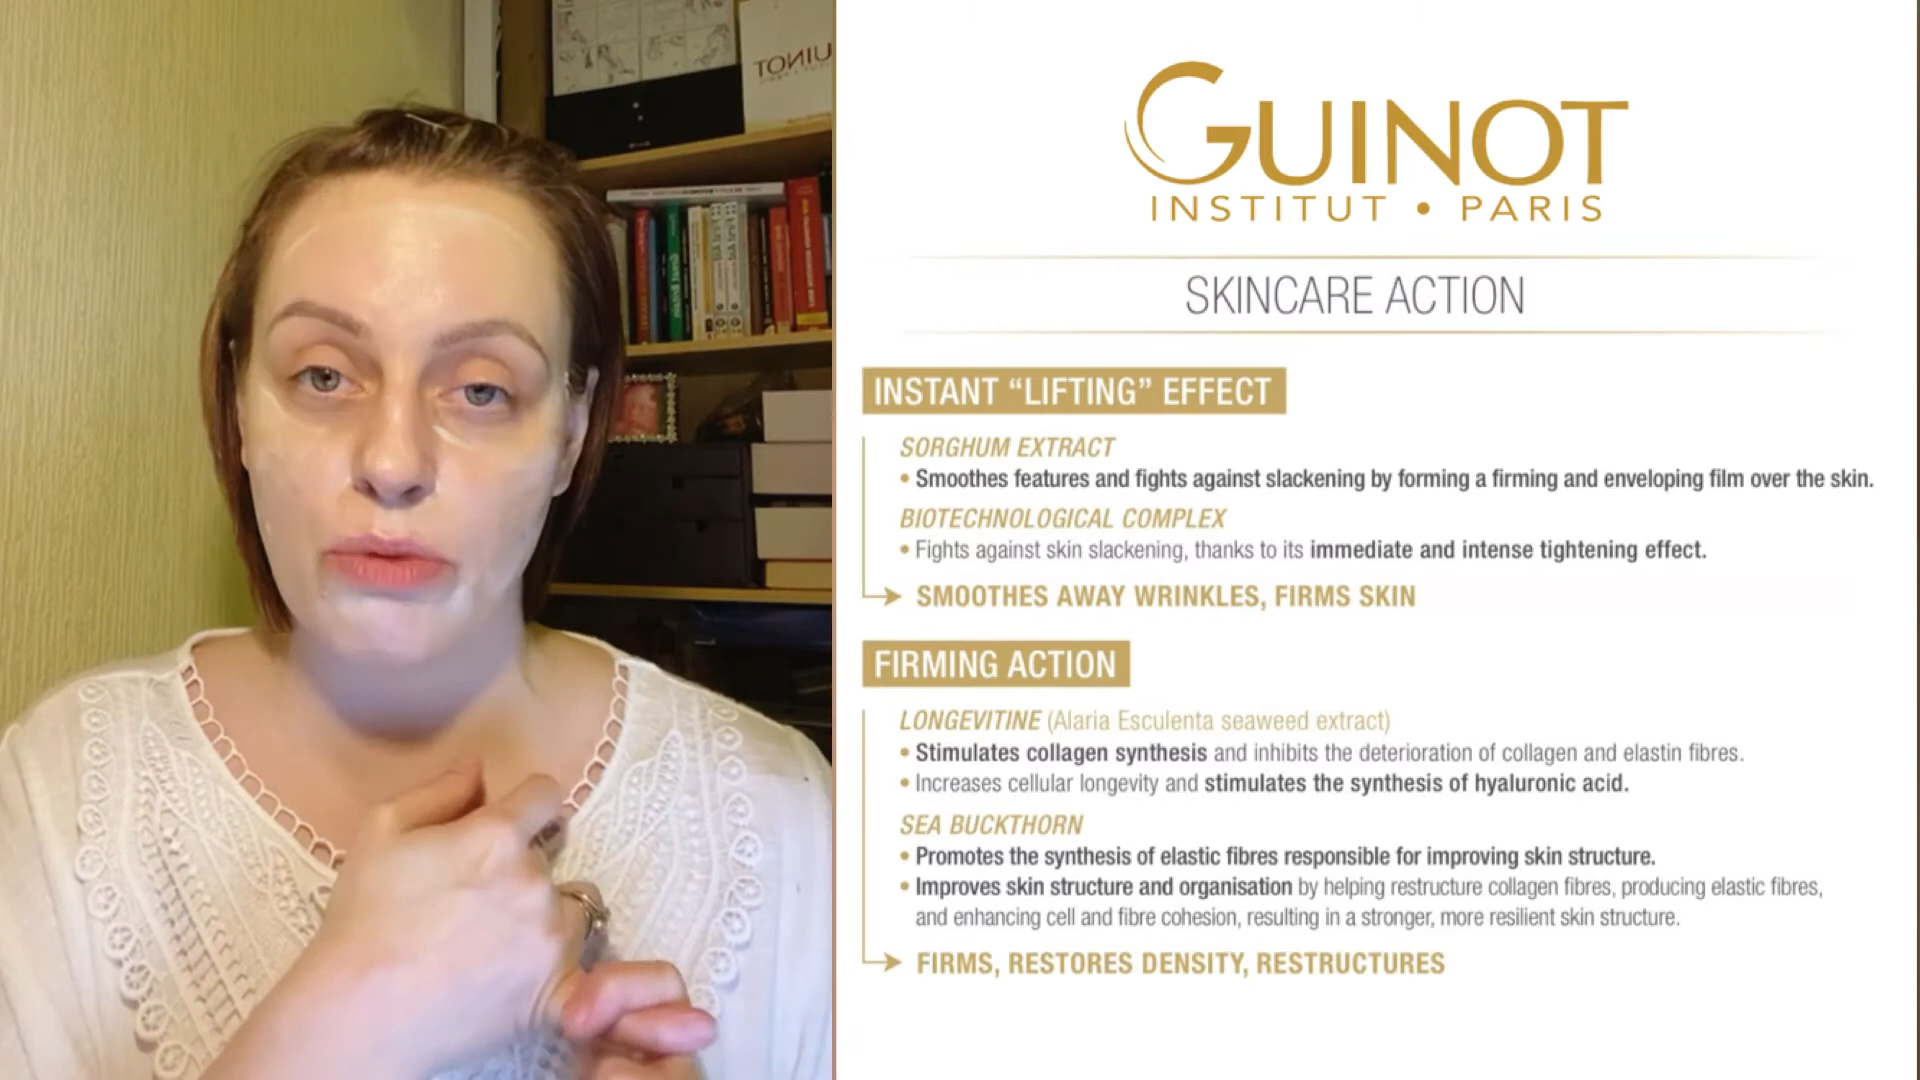 GUINOT
GUINOT
INSTITUT • PARIS
SKINCARE ACTION
INSTANT “LIFTING” EFFECT
SORGHUM EXTRACT
• Smoothes features and fights against slackening by forming a firming and enveloping film over the skin.
BIOTECHNOLOGICAL COMPLEX
• Fights against skin slackening, thanks to its immediate and intense tightening effect.
SMOOTHES AWAY WRINKLES, FIRMS SKIN
FIRMING ACTION
LONGEVITINE (Alaria Esculenta seaweed extract)
• Stimulates collagen synthesis and inhibits the deterioration of collagen and elastin fibres.
• Increases cellular longevity and stimulates the synthesis of hyaluronic acid.
SEA BUCKTHORN
• Promotes the synthesis of elastic fibres responsible for improving skin structure.
• Improves skin structure and organisation by helping restructure collagen fibres, producing elastic fibres,
and enhancing cell and fibre cohesion, resulting in a stronger, more resilient skin structure.
FIRMS, RESTORES DENSITY, RESTRUCTURES